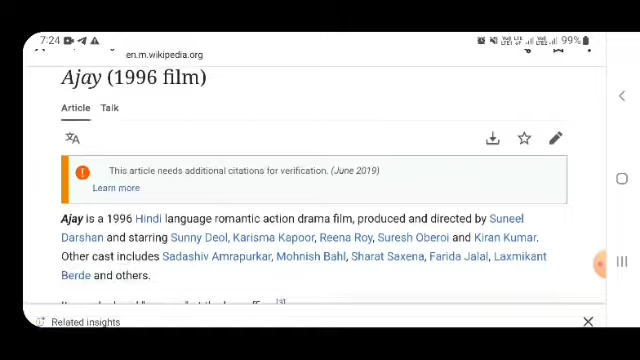 7:24 99%
en.m.wikipedia.org
Ajay (1996 film)
Article Talk
This article needs additional citations for verification. (June 2019)
Learn more
Ajay is a 1996 Hindi language romantic action drama film, produced and directed by Suneel
Darshan and starring Sunny Deol, Karisma Kapoor, Reena Roy, Suresh Oberoi and Kiran Kumar.
Other cast includes Sadashiv Amrapurkar, Mohnish Bahl, Sharat Saxena, Farida Jalal, Laxmikant
Berde and others.
[3]
Related insights